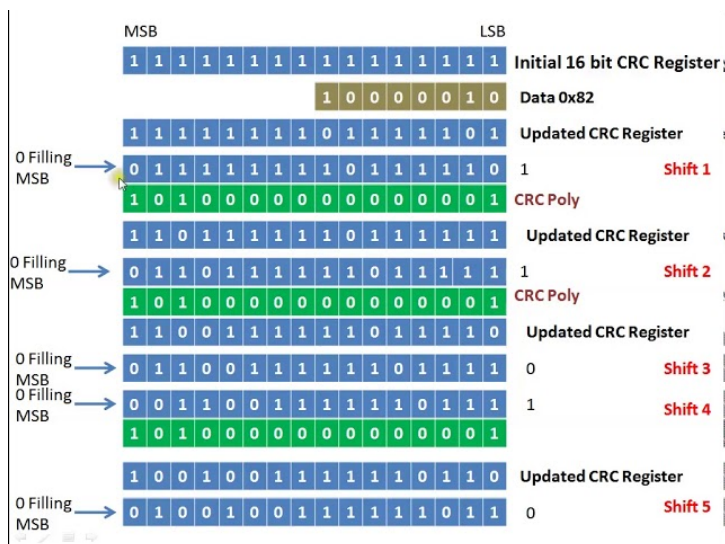 MSB LSB
1 1 1 1 1 1 1 1 1 1 1 1 1 1 1 1 Initial 16 bit CRC Register
1 0 0 0 0 0 1 0 Data 0x82
1 1 1 1 1 1 1 1 0 1 1 1 1 1 0 1 Updated CRC Register
0 Filling
MSB
0 1 1 1 1 1 1 1 1 0 1 1 1 1 1 0 1 Shift 1
1 0 1 0 0 0 0 0 0 0 0 0 0 0 0 1 CRC Poly
1 1 0 1 1 1 1 1 1 0 1 1 1 1 1 1 Updated CRC Register
0 Filling
MSB
0 1 1 0 1 1 1 1 1 1 0 1 1 1 1 1 1 Shift 2
1 0 1 0 0 0 0 0 0 0 0 0 0 0 0 1 CRC Poly
1 1 0 0 1 1 1 1 1 1 0 1 1 1 1 0 Updated CRC Register
0 Filling
MSB
0 1 1 0 0 1 1 1 1 1 1 0 1 1 1 1 0 Shift 3
0 Filling
MSB
0 0 1 1 0 0 1 1 1 1 1 1 0 1 1 1 1 Shift 4
1 0 1 0 0 0 0 0 0 0 0 0 0 0 0 1
1 0 0 1 0 0 1 1 1 1 1 1 0 1 1 0 Updated CRC Register
0 Filling
MSB
0 1 0 0 1 0 0 1 1 1 1 1 1 0 1 1 0 Shift 5